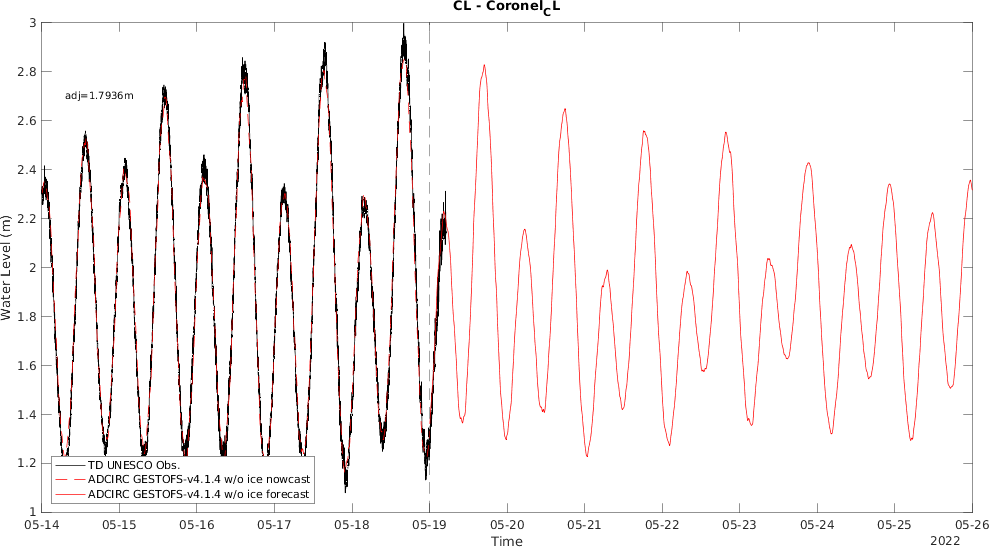 CL - Coronel_CL
adj=1.7936m
Water Level (m)
3
2.8
2.6
2.4
2.2
2
1.8
1.6
1.4
1.2
1
TD UNESCO Obs.
ADCIRC GESTOFS-v4.1.4 w/o ice nowcast
ADCIRC GESTOFS-v4.1.4 w/o ice forecast
05-14 05-15 05-16 05-17 05-18 05-19 05-20 05-21 05-22 05-23 05-24 05-25 05-26
Time
2022